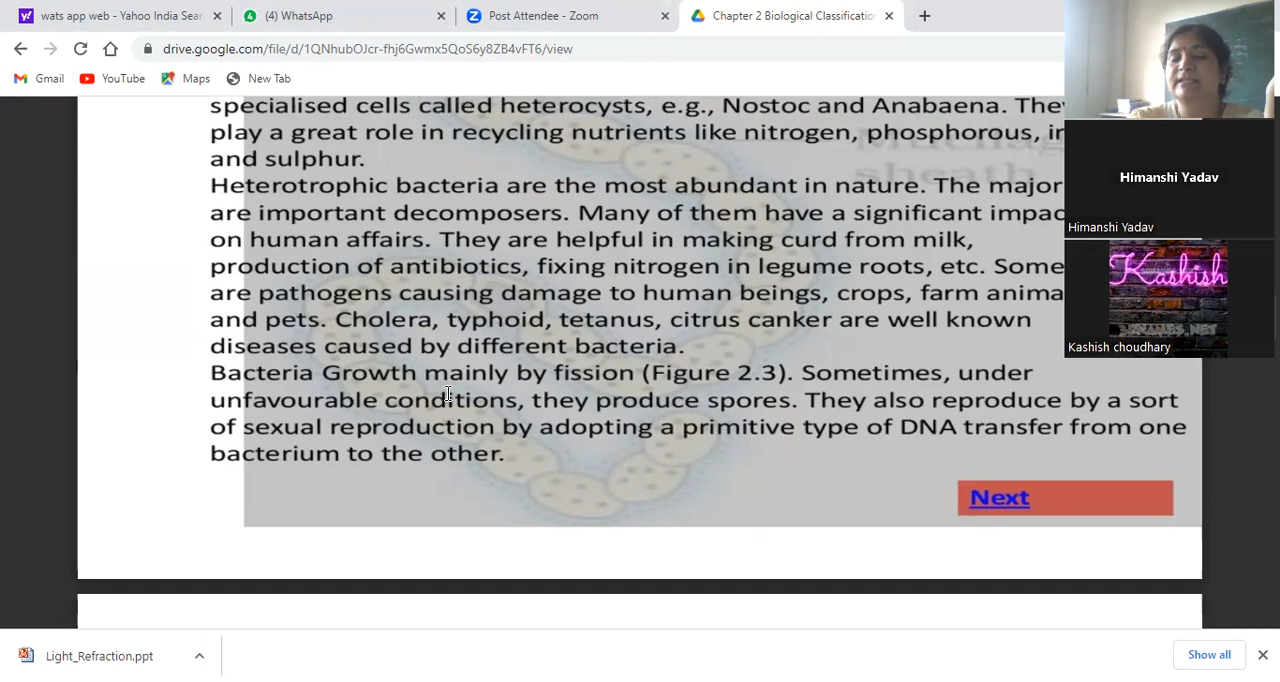 wats app web - Yahoo India Sear
(4) WhatsApp
Post Attendee - Zoom
Chapter 2 Biological Classificatio
drive.google.com/file/d/1QNhubOJcr-fhj6Gwmx5QoS6y8ZB4vFT6/view
Gmail
YouTube
Maps
New Tab
specialised cells called heterocysts, e.g., Nostoc and Anabaena. They
play a great role in recycling nutrients like nitrogen, phosphorous, ir
and sulphur.
Heterotrophic bacteria are the most abundant in nature. The major
are important decomposers. Many of them have a significant impac
on human affairs. They are helpful in making curd from milk,
production of antibiotics, fixing nitrogen in legume roots, etc. Some
are pathogens causing damage to human beings, crops, farm anima
and pets. Cholera, typhoid, tetanus, citrus canker are well known
diseases caused by different bacteria.
Bacteria Growth mainly by fission (Figure 2.3). Sometimes, under
unfavourable conditions, they produce spores. They also reproduce by a sort
of sexual reproduction by adopting a primitive type of DNA transfer from one
bacterium to the other.
sheath
Next
Himanshi Yadav
Himanshi Yadav
Kashish
Kashish choudhary
Light_Refraction.ppt
Show all